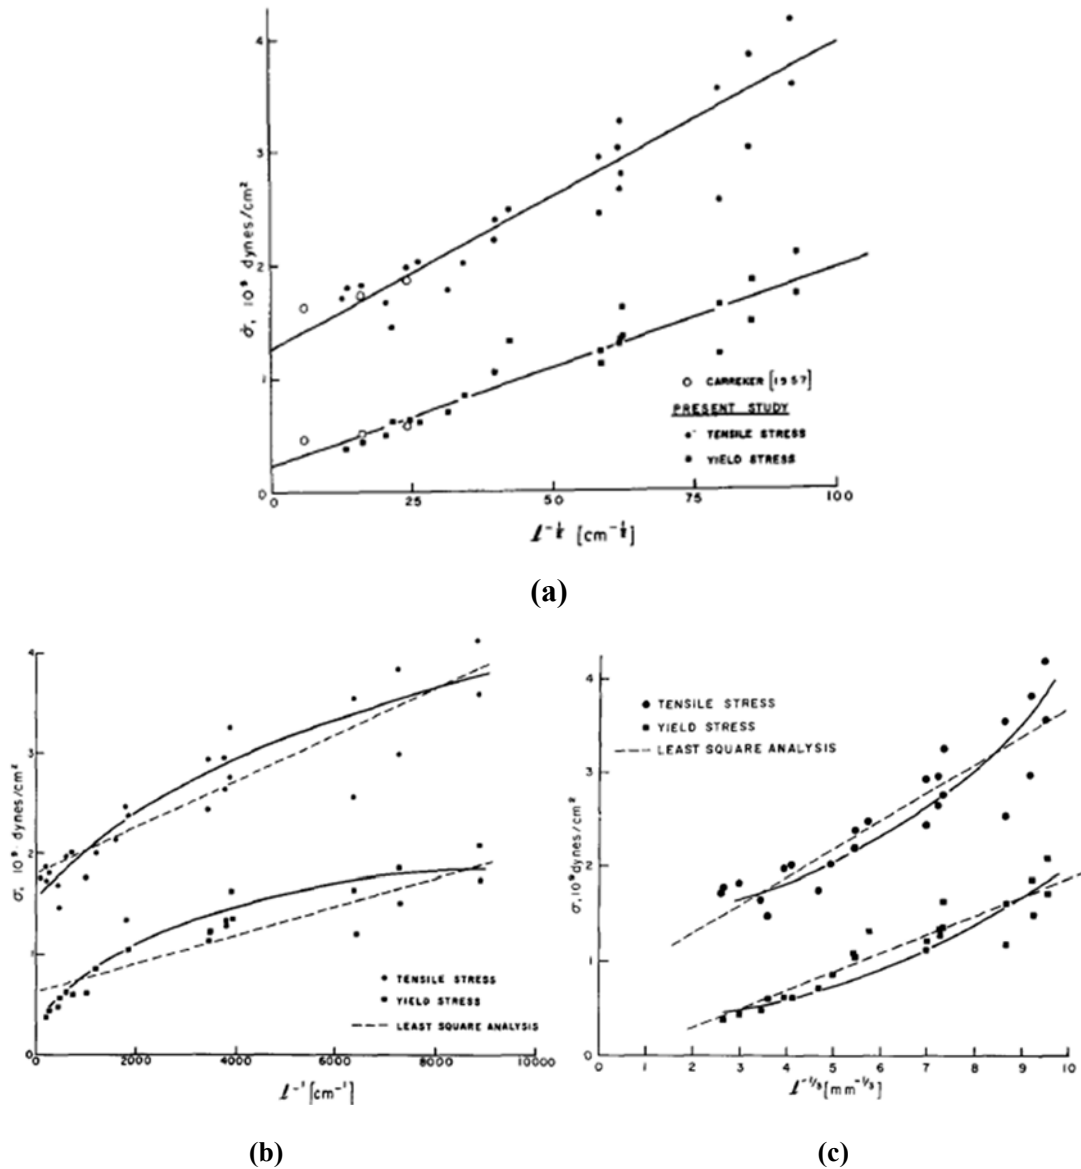 4
3
2
1
0
σ, 10⁹ dynes/cm²
0 25 50 75 100
ℓ^-½ [cm^-½]
○ CARREKER [1957]
PRESENT STUDY
• TENSILE STRESS
▪ YIELD STRESS
(a)
4
3
2
1
0
σ, 10⁹ dynes/cm²
• TENSILE STRESS
▪ YIELD STRESS
--- LEAST SQUARE ANALYSIS
0 2000 4000 6000 8000 10000
ℓ⁻¹ [cm⁻¹]
(b)
4
3
2
1
0
σ, 10⁹ dynes/cm²
● TENSILE STRESS
■ YIELD STRESS
--- LEAST SQUARE ANALYSIS
1 2 3 4 5 6 7 8 9 10
ℓ^-1/3 [mm^-1/3]
(c)